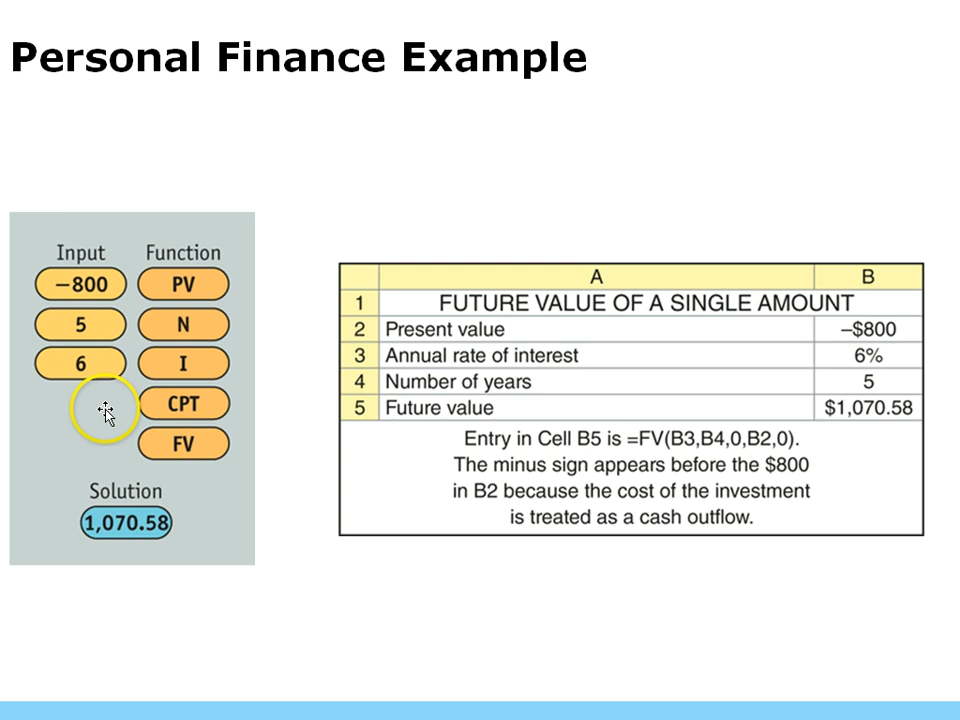 Personal Finance Example
Input Function
–800 PV
5 N
6 I
CPT
FV
Solution
1,070.58
A B
1 FUTURE VALUE OF A SINGLE AMOUNT
2 Present value –$800
3 Annual rate of interest 6%
4 Number of years 5
5 Future value $1,070.58
Entry in Cell B5 is =FV(B3,B4,0,B2,0).
The minus sign appears before the $800
in B2 because the cost of the investment
is treated as a cash outflow.